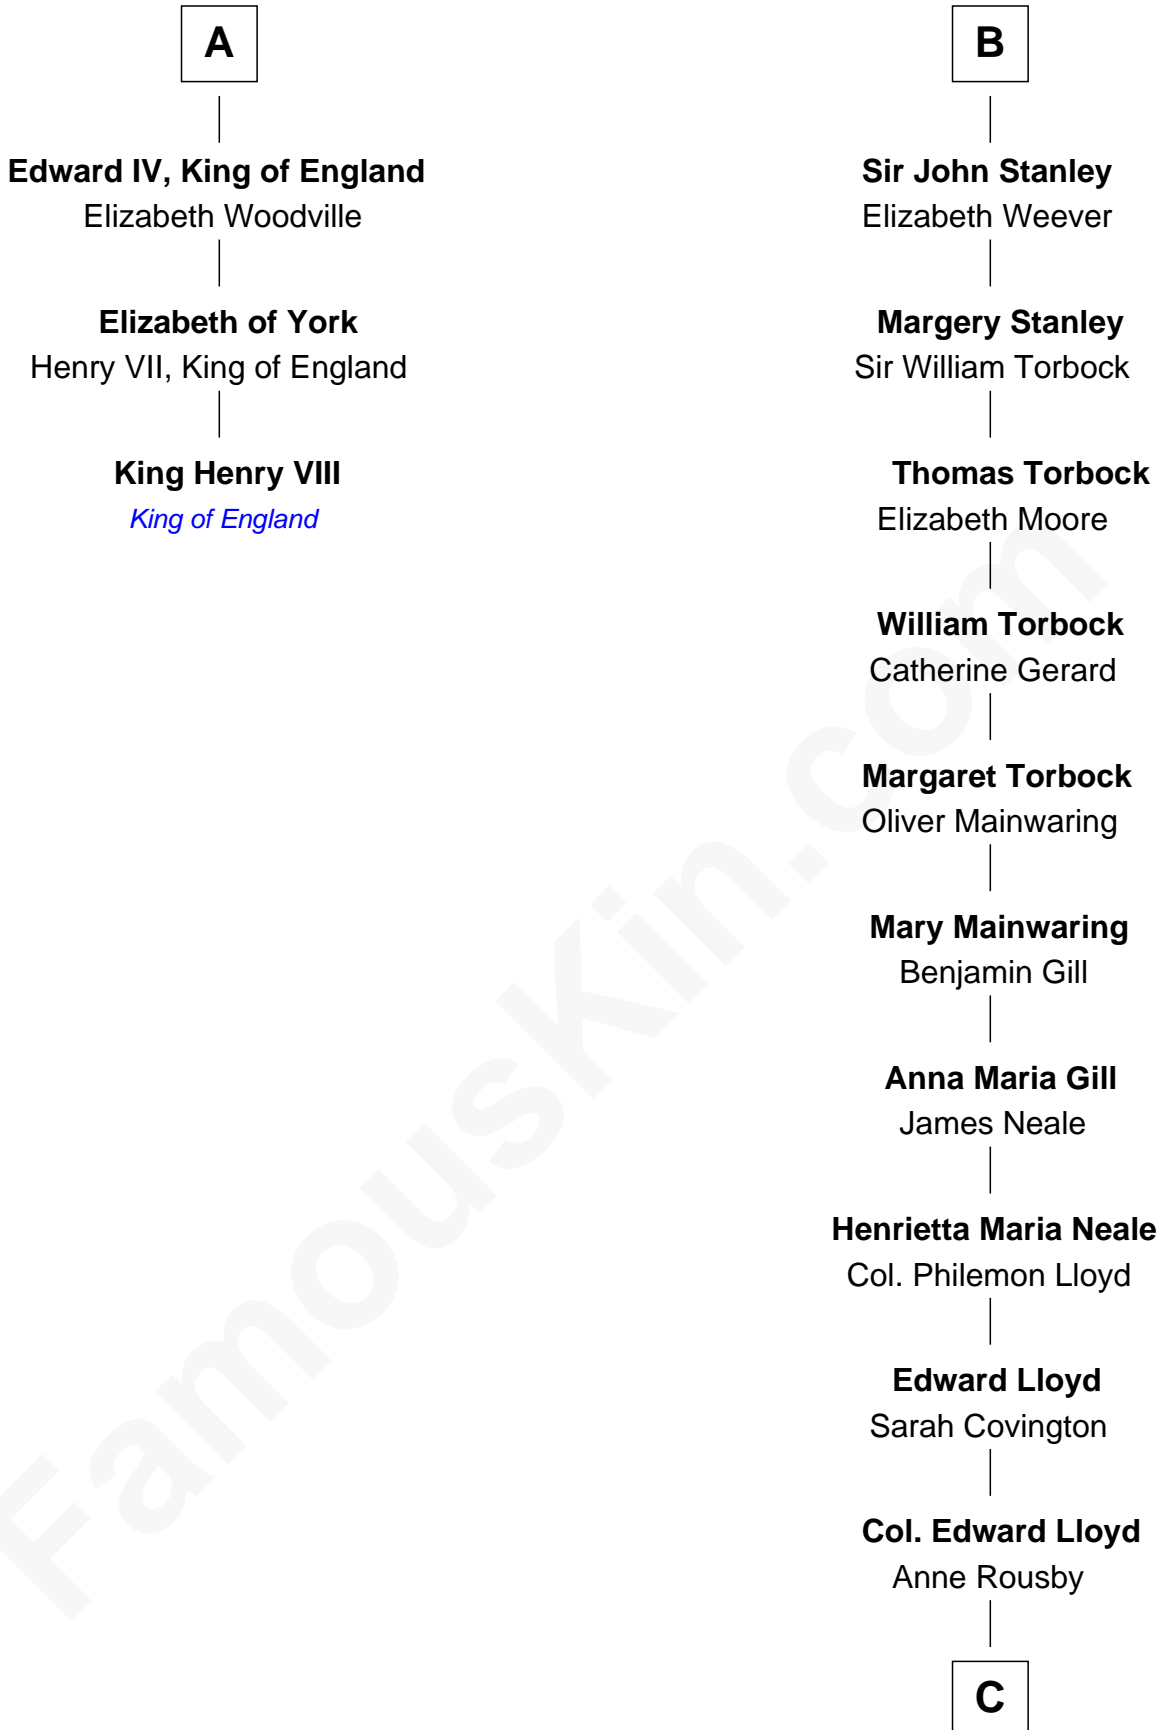 A
Edward IV, King of England
Elizabeth Woodville
Elizabeth of York
Henry VII, King of England
King Henry VIII
King of England
B
Sir John Stanley
Elizabeth Weever
Margery Stanley
Sir William Torbock
Thomas Torbock
Elizabeth Moore
William Torbock
Catherine Gerard
Margaret Torbock
Oliver Mainwaring
Mary Mainwaring
Benjamin Gill
Anna Maria Gill
James Neale
Henrietta Maria Neale
Col. Philemon Lloyd
Edward Lloyd
Sarah Covington
Col. Edward Lloyd
Anne Rousby
C
FamousKin.com